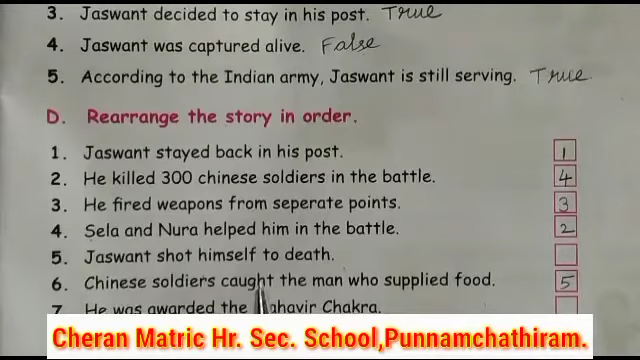 3. Jaswant decided to stay in his post. True
4. Jaswant was captured alive. False
5. According to the Indian army, Jaswant is still serving. True
D. Rearrange the story in order.
1. Jaswant stayed back in his post. 1
2. He killed 300 chinese soldiers in the battle. 4
3. He fired weapons from seperate points. 3
4. Sela and Nura helped him in the battle. 2
5. Jaswant shot himself to death.
6. Chinese soldiers caught the man who supplied food. 5
7. He was awarded the Mahavir Chakra.
Cheran Matric Hr. Sec. School,Punnamchathiram.